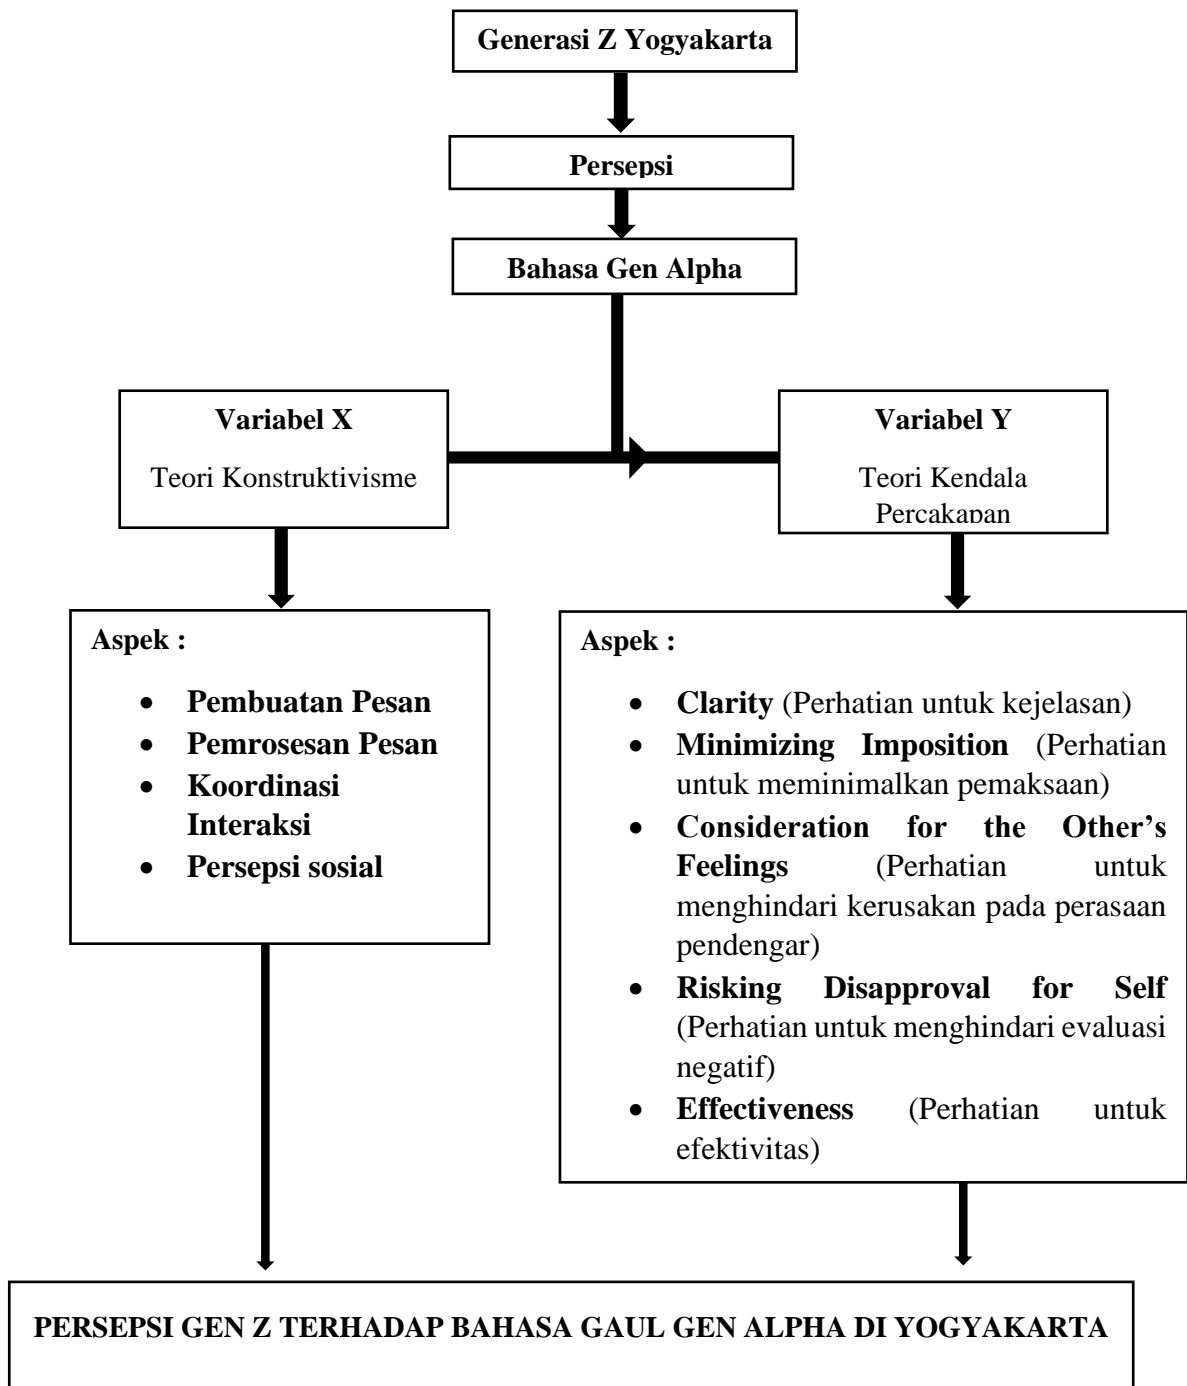 Generasi Z Yogyakarta
Persepsi
Bahasa Gen Alpha
Variabel X
Teori Konstruktivisme
Variabel Y
Teori Kendala
Percakapan
Aspek :
• Pembuatan Pesan
• Pemrosesan Pesan
• Koordinasi
Interaksi
• Persepsi sosial
Aspek :
• Clarity (Perhatian untuk kejelasan)
• Minimizing Imposition (Perhatian
untuk meminimalkan pemaksaan)
• Consideration for the Other’s
Feelings (Perhatian untuk
menghindari kerusakan pada perasaan
pendengar)
• Risking Disapproval for Self
(Perhatian untuk menghindari evaluasi
negatif)
• Effectiveness (Perhatian untuk
efektivitas)
PERSEPSI GEN Z TERHADAP BAHASA GAUL GEN ALPHA DI YOGYAKARTA